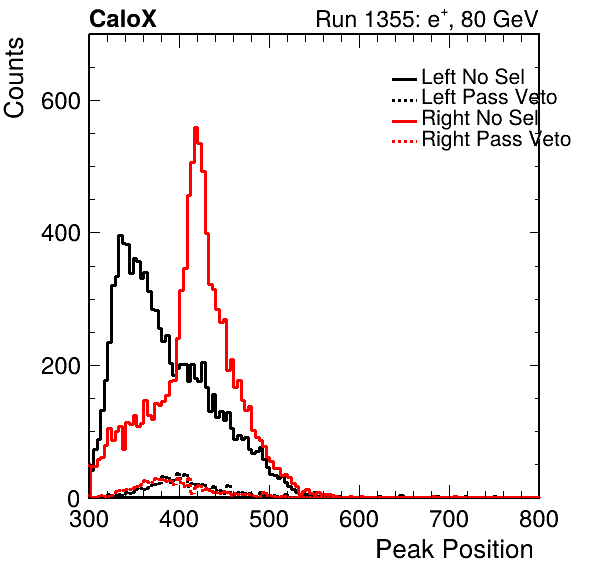 CaloX Run 1355: e⁺, 80 GeV
Counts
Left No Sel
Left Pass Veto
Right No Sel
Right Pass Veto
600
400
200
0
300 400 500 600 700 800
Peak Position